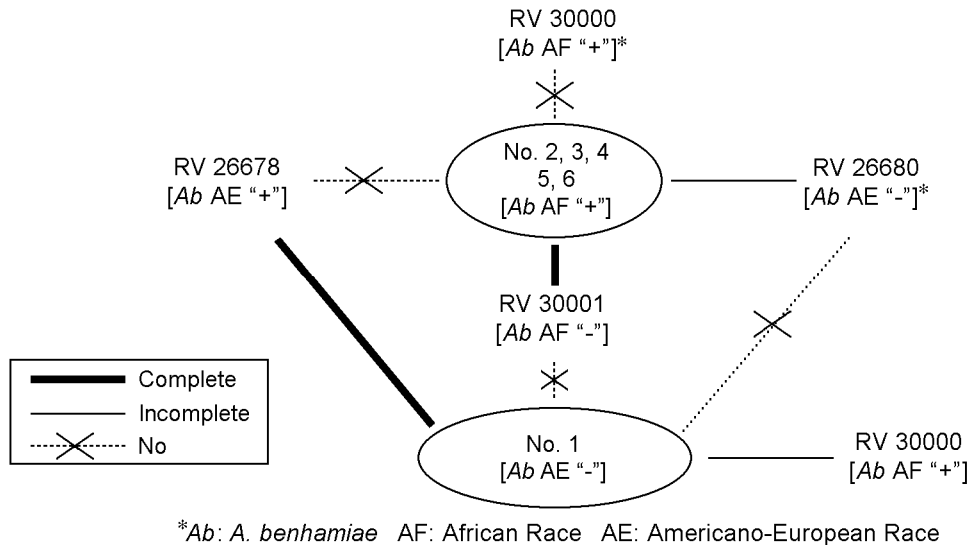 RV 30000
[Ab AF “+”]*
No. 2, 3, 4
5, 6
[Ab AF “+”]
RV 26678
[Ab AE “+”]
RV 26680
[Ab AE “-”]*
RV 30001
[Ab AF “-”]
Complete
Incomplete
No
No. 1
[Ab AE “-”]
RV 30000
[Ab AF “+”]
*Ab: A. benhamiae AF: African Race AE: Americano-European Race